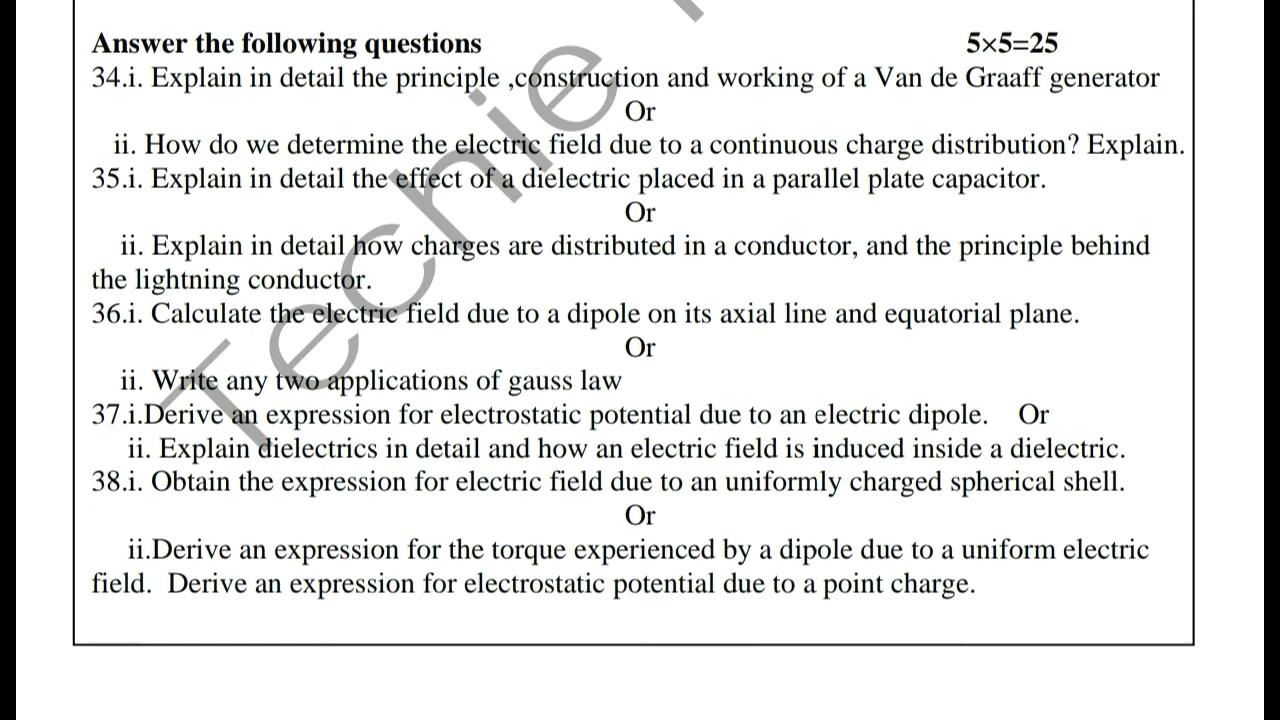 Answer the following questions 5×5=25
34.i. Explain in detail the principle ,construction and working of a Van de Graaff generator
Or
ii. How do we determine the electric field due to a continuous charge distribution? Explain.
35.i. Explain in detail the effect of a dielectric placed in a parallel plate capacitor.
Or
ii. Explain in detail how charges are distributed in a conductor, and the principle behind
the lightning conductor.
36.i. Calculate the electric field due to a dipole on its axial line and equatorial plane.
Or
ii. Write any two applications of gauss law
37.i.Derive an expression for electrostatic potential due to an electric dipole. Or
ii. Explain dielectrics in detail and how an electric field is induced inside a dielectric.
38.i. Obtain the expression for electric field due to an uniformly charged spherical shell.
Or
ii.Derive an expression for the torque experienced by a dipole due to a uniform electric
field. Derive an expression for electrostatic potential due to a point charge.
Techie